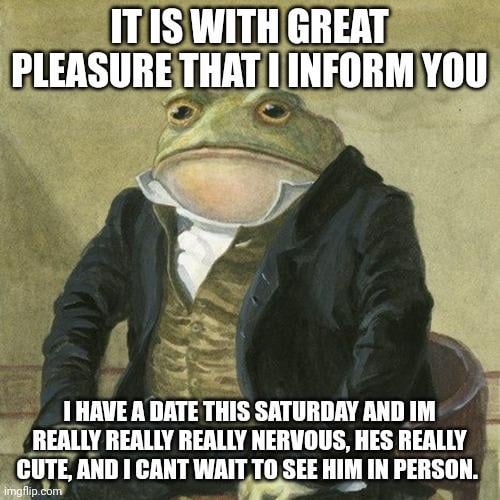 IT IS WITH GREAT
PLEASURE THAT I INFORM YOU
I HAVE A DATE THIS SATURDAY AND IM
REALLY REALLY REALLY NERVOUS, HES REALLY
CUTE, AND I CANT WAIT TO SEE HIM IN PERSON.
imgflip.com